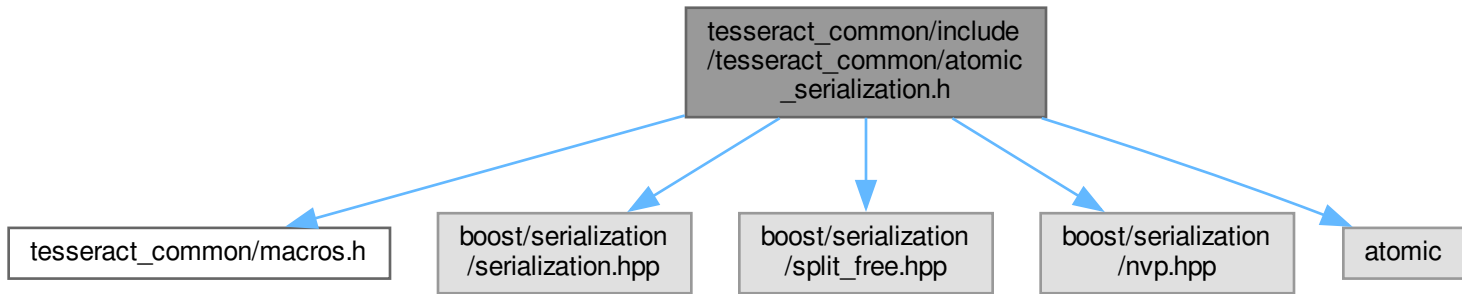 tesseract_common/include
/tesseract_common/atomic
_serialization.h
tesseract_common/macros.h
boost/serialization
/serialization.hpp
boost/serialization
/split_free.hpp
boost/serialization
/nvp.hpp
atomic